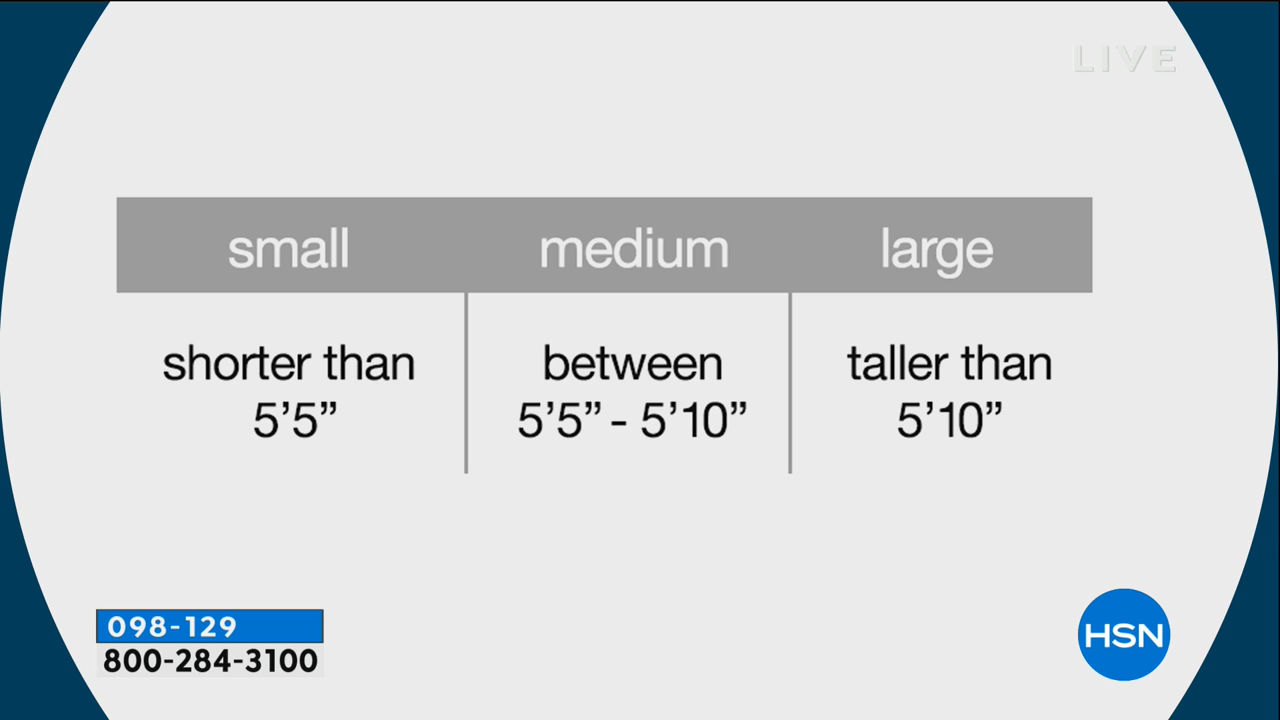 LIVE
small medium large
shorter than between taller than
5’5” 5’5” - 5’10” 5’10”
098-129
800-284-3100
HSN